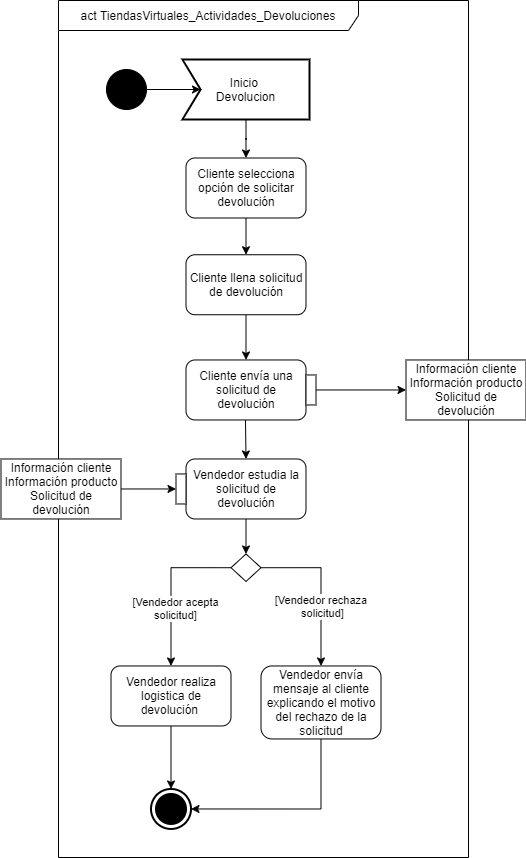 act TiendasVirtuales_Actividades_Devoluciones
Inicio
Devolucion
Cliente selecciona
opción de solicitar
devolución
Cliente llena solicitud
de devolución
Cliente envía una
solicitud de
devolución
Información cliente
Información producto
Solicitud de
devolución
Información cliente
Información producto
Solicitud de
devolución
Vendedor estudia la
solicitud de
devolución
[Vendedor acepta
solicitud]
[Vendedor rechaza
solicitud]
Vendedor realiza
logistica de
devolución
Vendedor envía
mensaje al cliente
explicando el motivo
del rechazo de la
solicitud